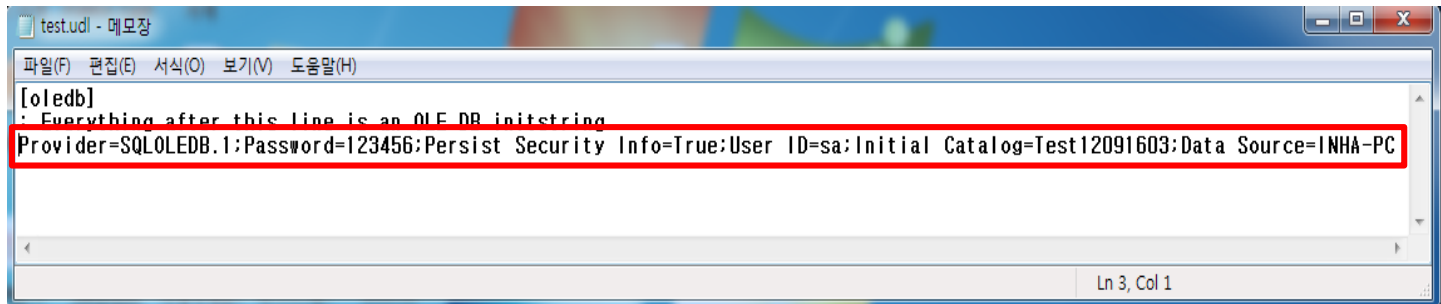 test.udl - 메모장
파일(F) 편집(E) 서식(O) 보기(V) 도움말(H)
[oledb]
; Everything after this line is an OLE DB initstring
Provider=SQLOLEDB.1;Password=123456;Persist Security Info=True;User ID=sa;Initial Catalog=Test12091603;Data Source=INHA-PC
Ln 3, Col 1